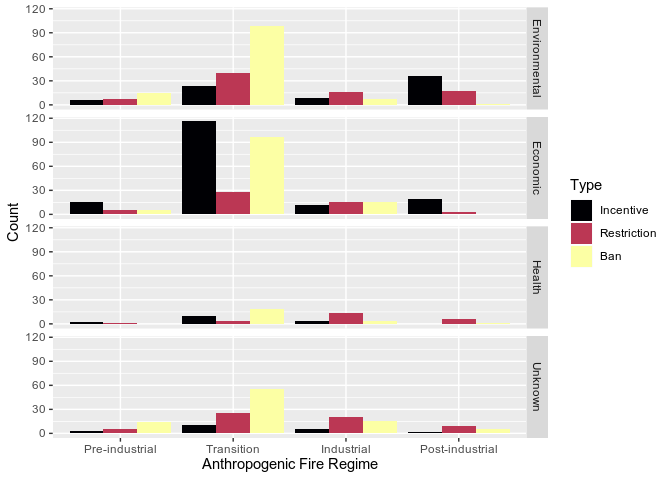 120
90
60
30
0
Environmental
120
90
60
30
0
Economic
120
90
60
30
0
Health
120
90
60
30
0
Unknown
Count
Pre-industrial Transition Industrial Post-industrial
Anthropogenic Fire Regime
Type
Incentive
Restriction
Ban